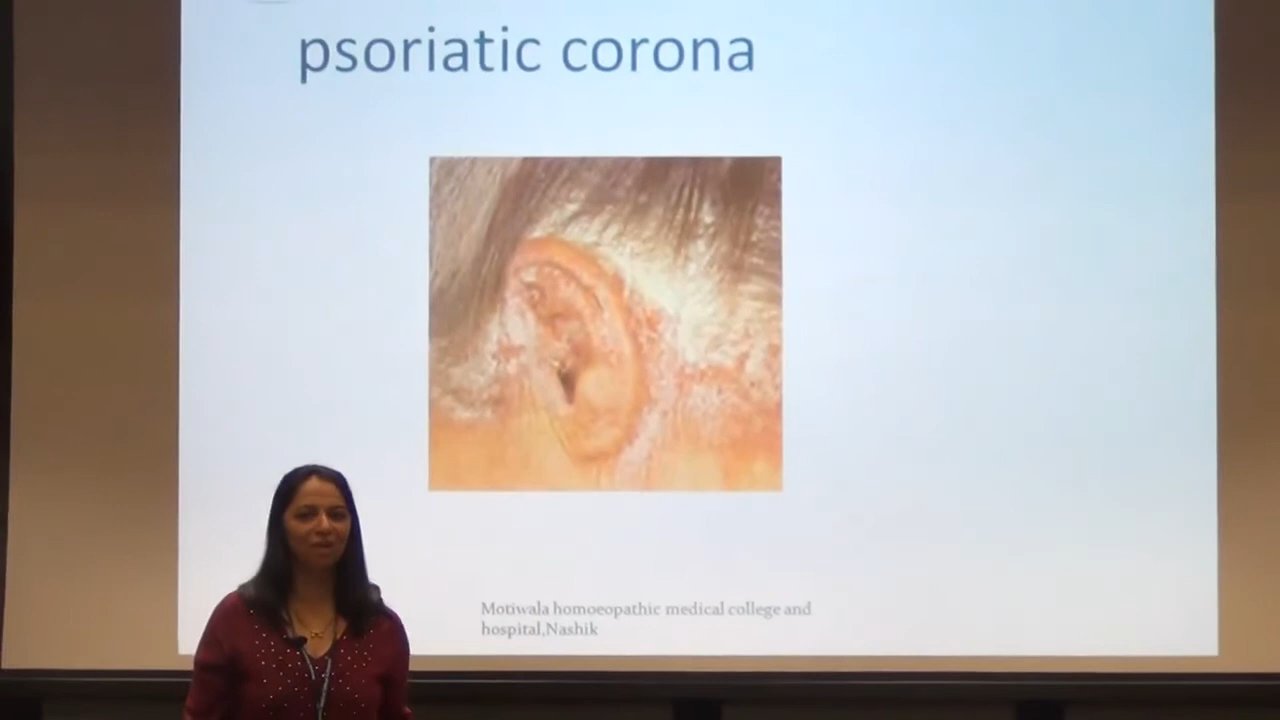 psoriatic corona
Motiwala homoeopathic medical college and
hospital,Nashik